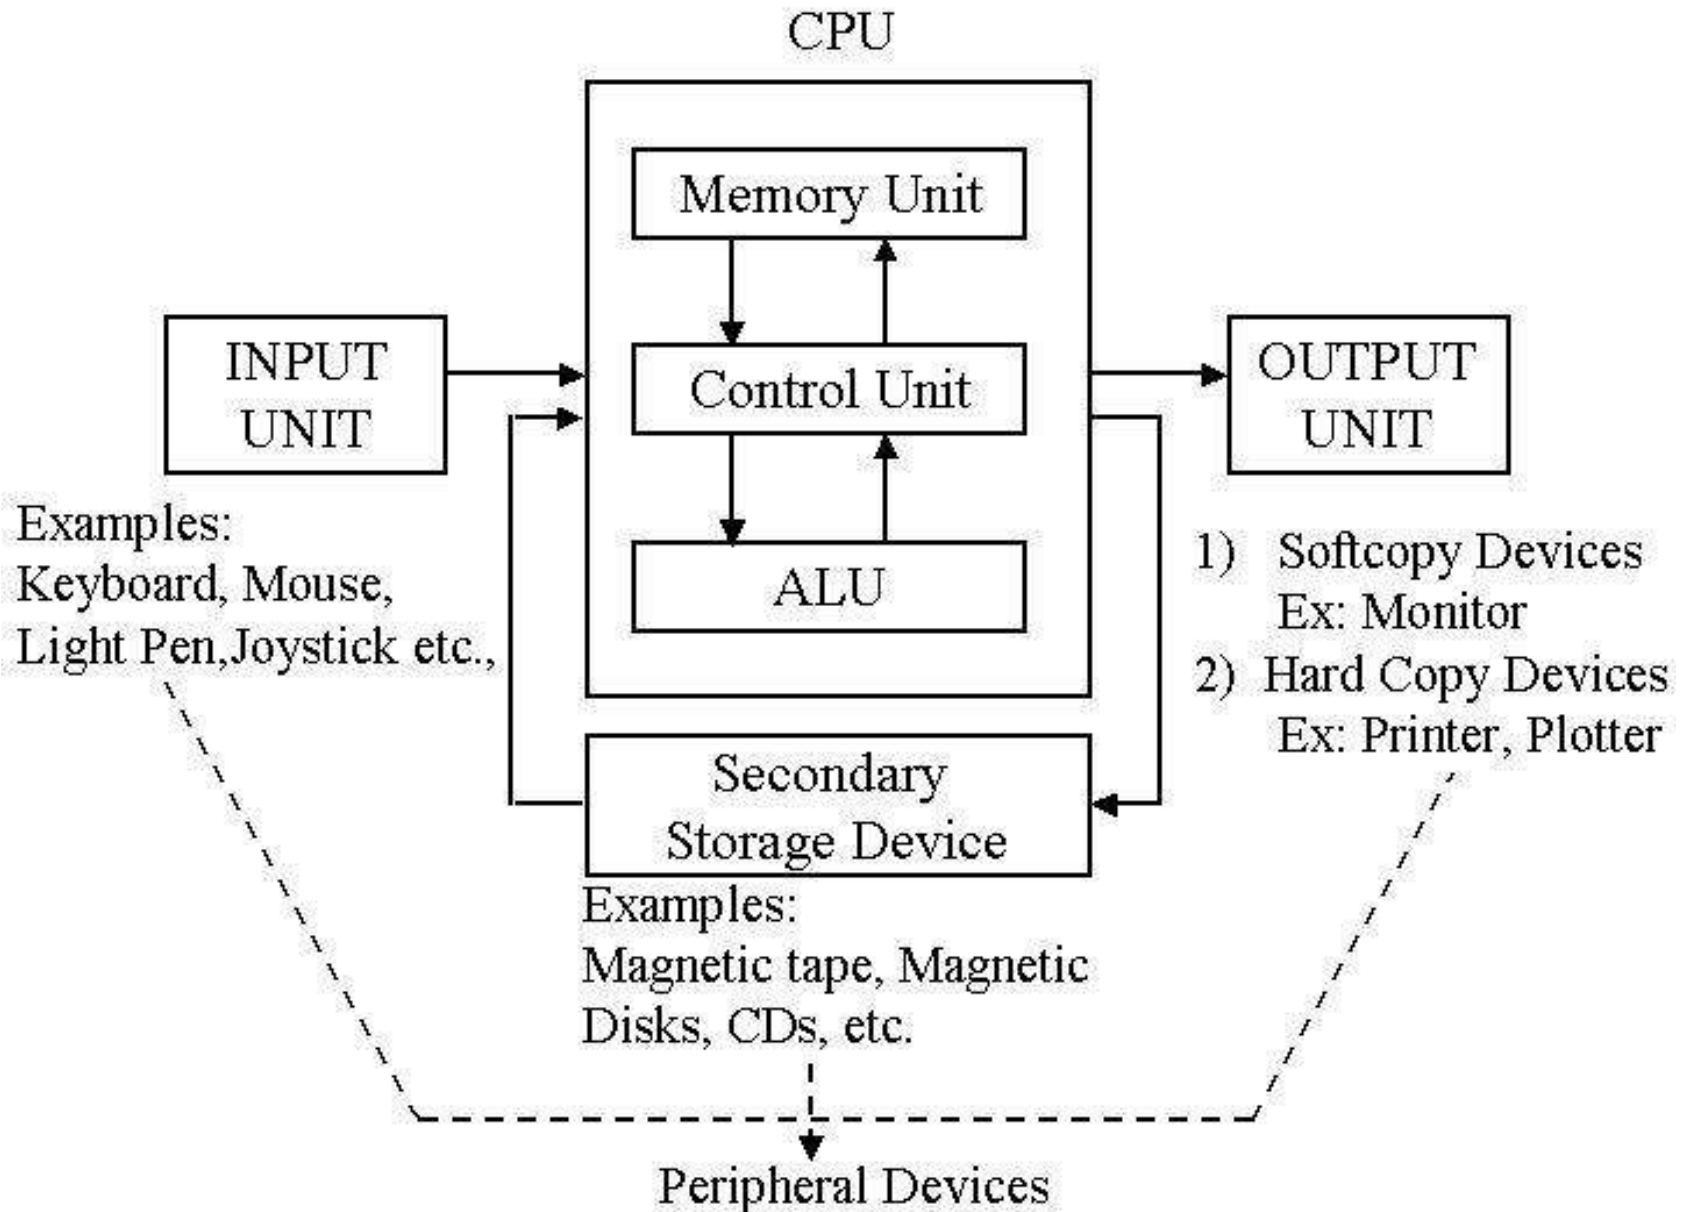 CPU
Memory Unit
INPUT
UNIT
Control Unit
OUTPUT
UNIT
ALU
Examples:
Keyboard, Mouse,
Light Pen,Joystick etc.,
1) Softcopy Devices
Ex: Monitor
2) Hard Copy Devices
Ex: Printer, Plotter
Secondary
Storage Device
Examples:
Magnetic tape, Magnetic
Disks, CDs, etc.
Peripheral Devices